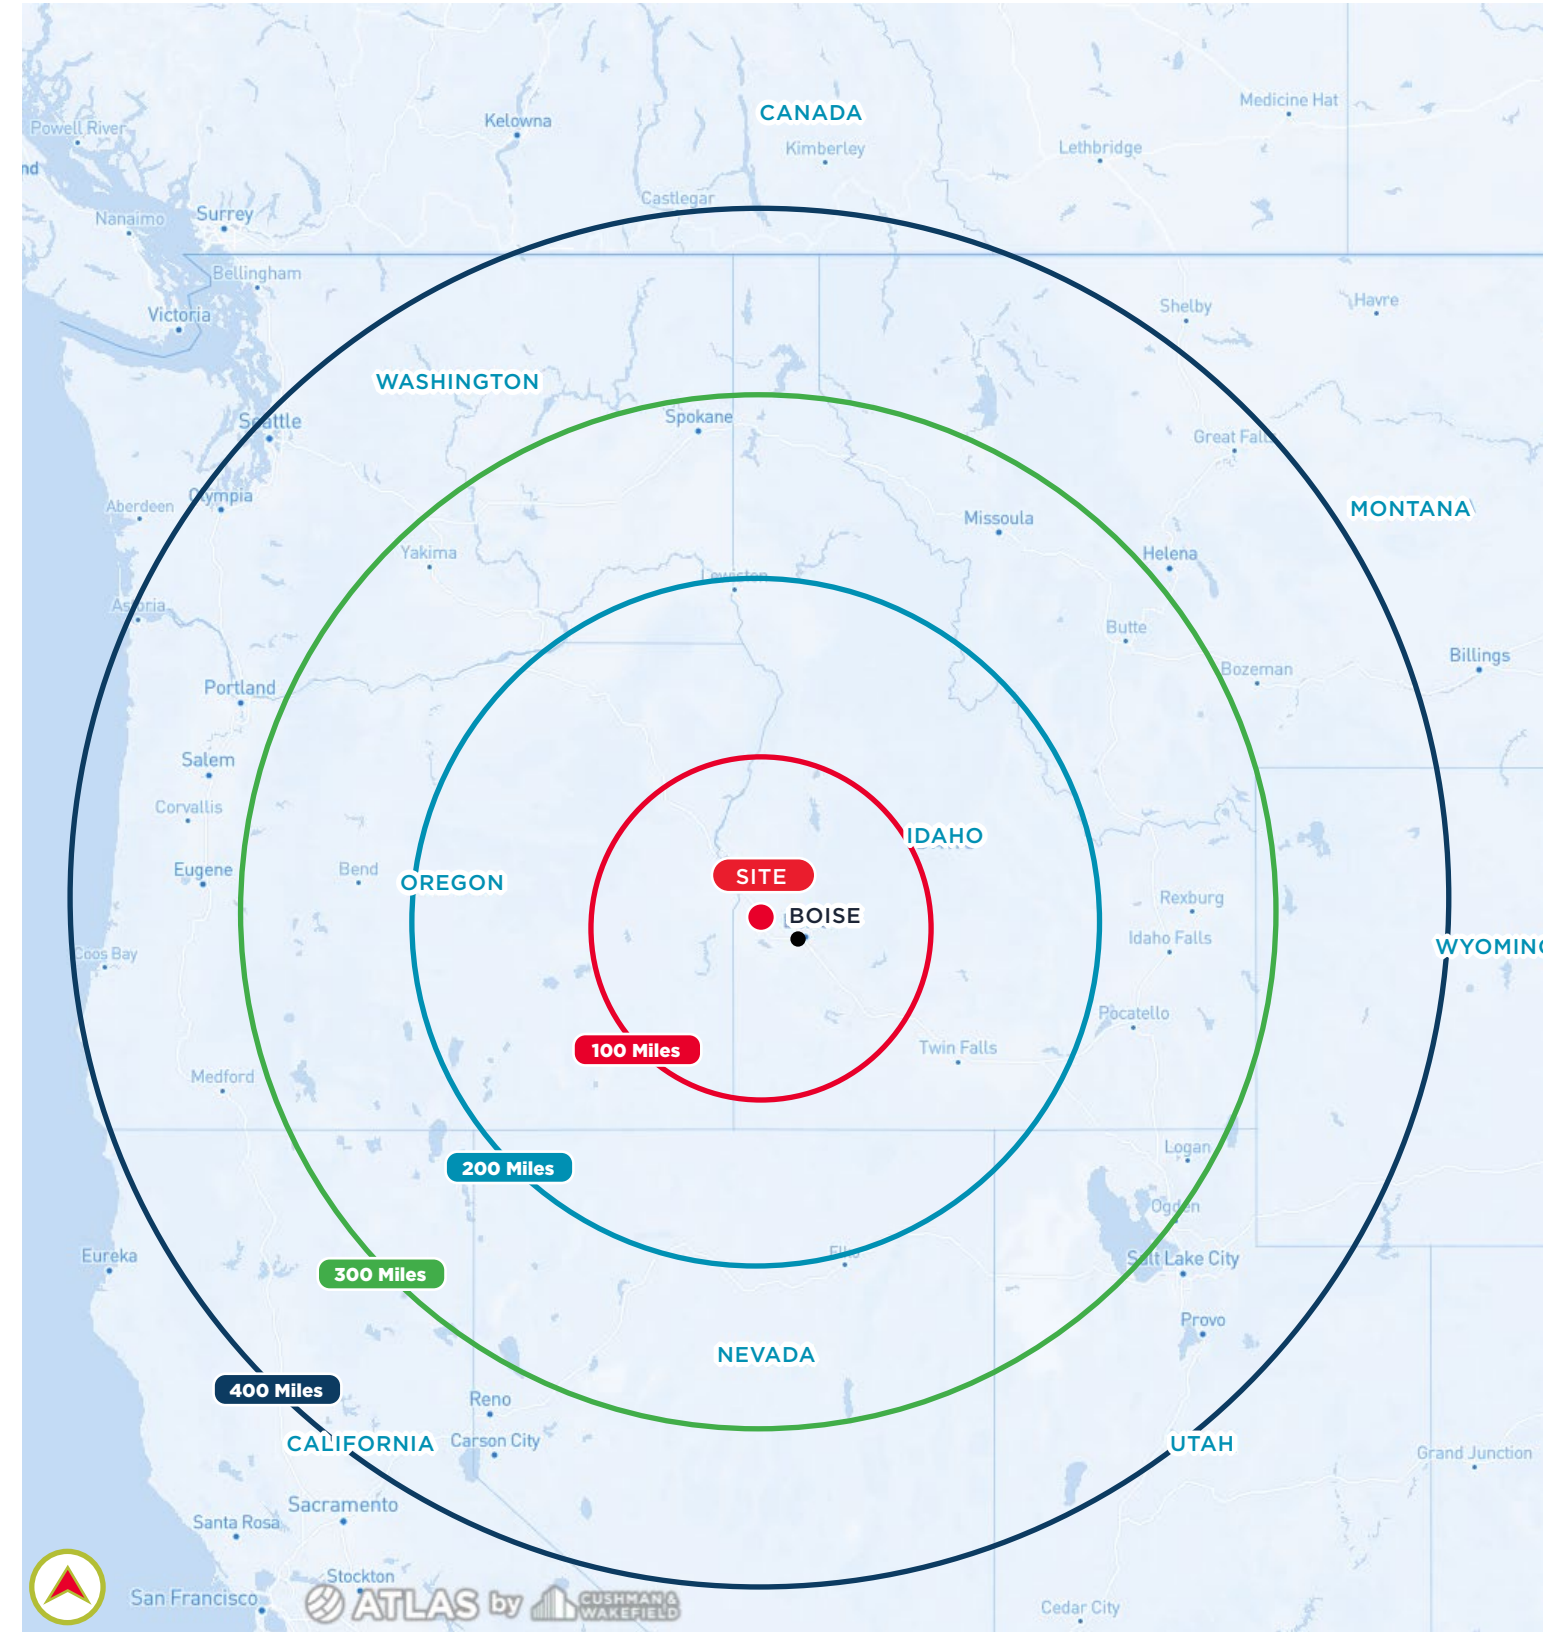 Medicine Hat
CANADA
Kelowna
Powell River
Kimberley
Lethbridge
nd
Castlegar
Surrey
Nanaimo
Bellingham
Havre
Shelby
Victoria
WASHINGTON
Spokane
Seattle
Great Fall
Olympia
Aberdeen
MONTANA
Missoula
Yakima
Helena
Lewiston
Astoria
Butte
Billings
Bozeman
Portland
Salem
Corvallis
IDAHO
Eugene
Bend
SITE
OREGON
Rexburg
BOISE
Idaho Falls
WYOMING
Coos Bay
Pocatello
Twin Falls
100 Miles
Medford
Logan
200 Miles
Ogden
Elko
Eureka
Salt Lake City
300 Miles
Provo
NEVADA
400 Miles
Reno
Carson City
CALIFORNIA
UTAH
Grand Junction
Sacramento
Santa Rosa
Stockton
San Francisco
ATLAS by CUSHMAN &
WAKEFIELD
Cedar City